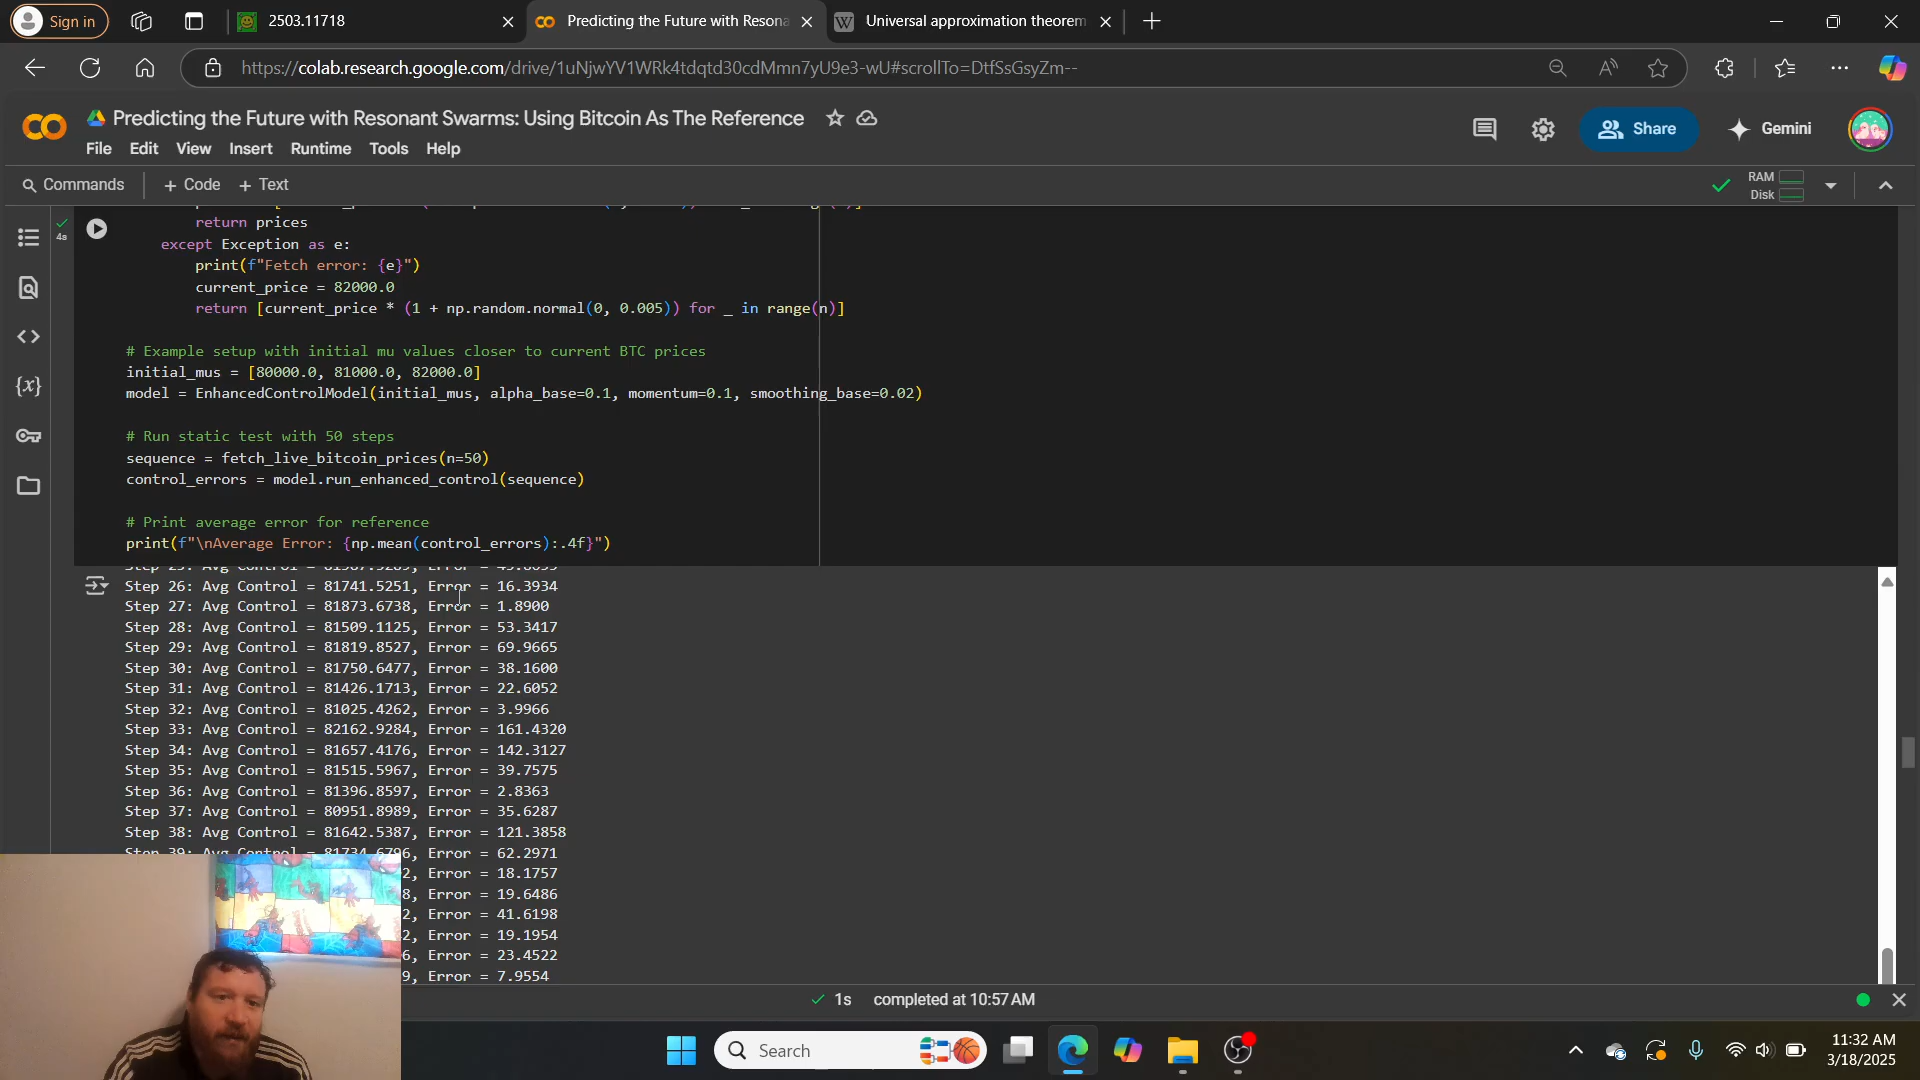 Sign in
2503.11718
Predicting the Future with Resona
Universal approximation theorem
https://colab.research.google.com/drive/1uNjwYV1WRk4tdqtd30cdMmn7yU9e3-wU#scrollTo=DtfSsGsyZm--
Predicting the Future with Resonant Swarms: Using Bitcoin As The Reference
Share
Gemini
File Edit View Insert Runtime Tools Help
Commands
+ Code + Text
RAM
Disk
4s
return prices
except Exception as e:
print(f"Fetch error: {e}")
current_price = 82000.0
return [current_price * (1 + np.random.normal(0, 0.005)) for _ in range(n)]
# Example setup with initial mu values closer to current BTC prices
initial_mus = [80000.0, 81000.0, 82000.0]
model = EnhancedControlModel(initial_mus, alpha_base=0.1, momentum=0.1, smoothing_base=0.02)
# Run static test with 50 steps
sequence = fetch_live_bitcoin_prices(n=50)
control_errors = model.run_enhanced_control(sequence)
# Print average error for reference
print(f"\nAverage Error: {np.mean(control_errors):.4f}")
Step 26: Avg Control = 81741.5251, Error = 16.3934
Step 27: Avg Control = 81873.6738, Error = 1.8900
Step 28: Avg Control = 81509.1125, Error = 53.3417
Step 29: Avg Control = 81819.8527, Error = 69.9665
Step 30: Avg Control = 81750.6477, Error = 38.1600
Step 31: Avg Control = 81426.1713, Error = 22.6052
Step 32: Avg Control = 81025.4262, Error = 3.9966
Step 33: Avg Control = 82162.9284, Error = 161.4320
Step 34: Avg Control = 81657.4176, Error = 142.3127
Step 35: Avg Control = 81515.5967, Error = 39.7575
Step 36: Avg Control = 81396.8597, Error = 2.8363
Step 37: Avg Control = 80951.8989, Error = 35.6287
Step 38: Avg Control = 81642.5387, Error = 121.3858
Step 39: Avg Control = 81734.6796, Error = 62.2971
2, Error = 18.1757
8, Error = 19.6486
2, Error = 41.6198
2, Error = 19.1954
6, Error = 23.4522
9, Error = 7.9554
1s completed at 10:57 AM
Search
11:32 AM
3/18/2025